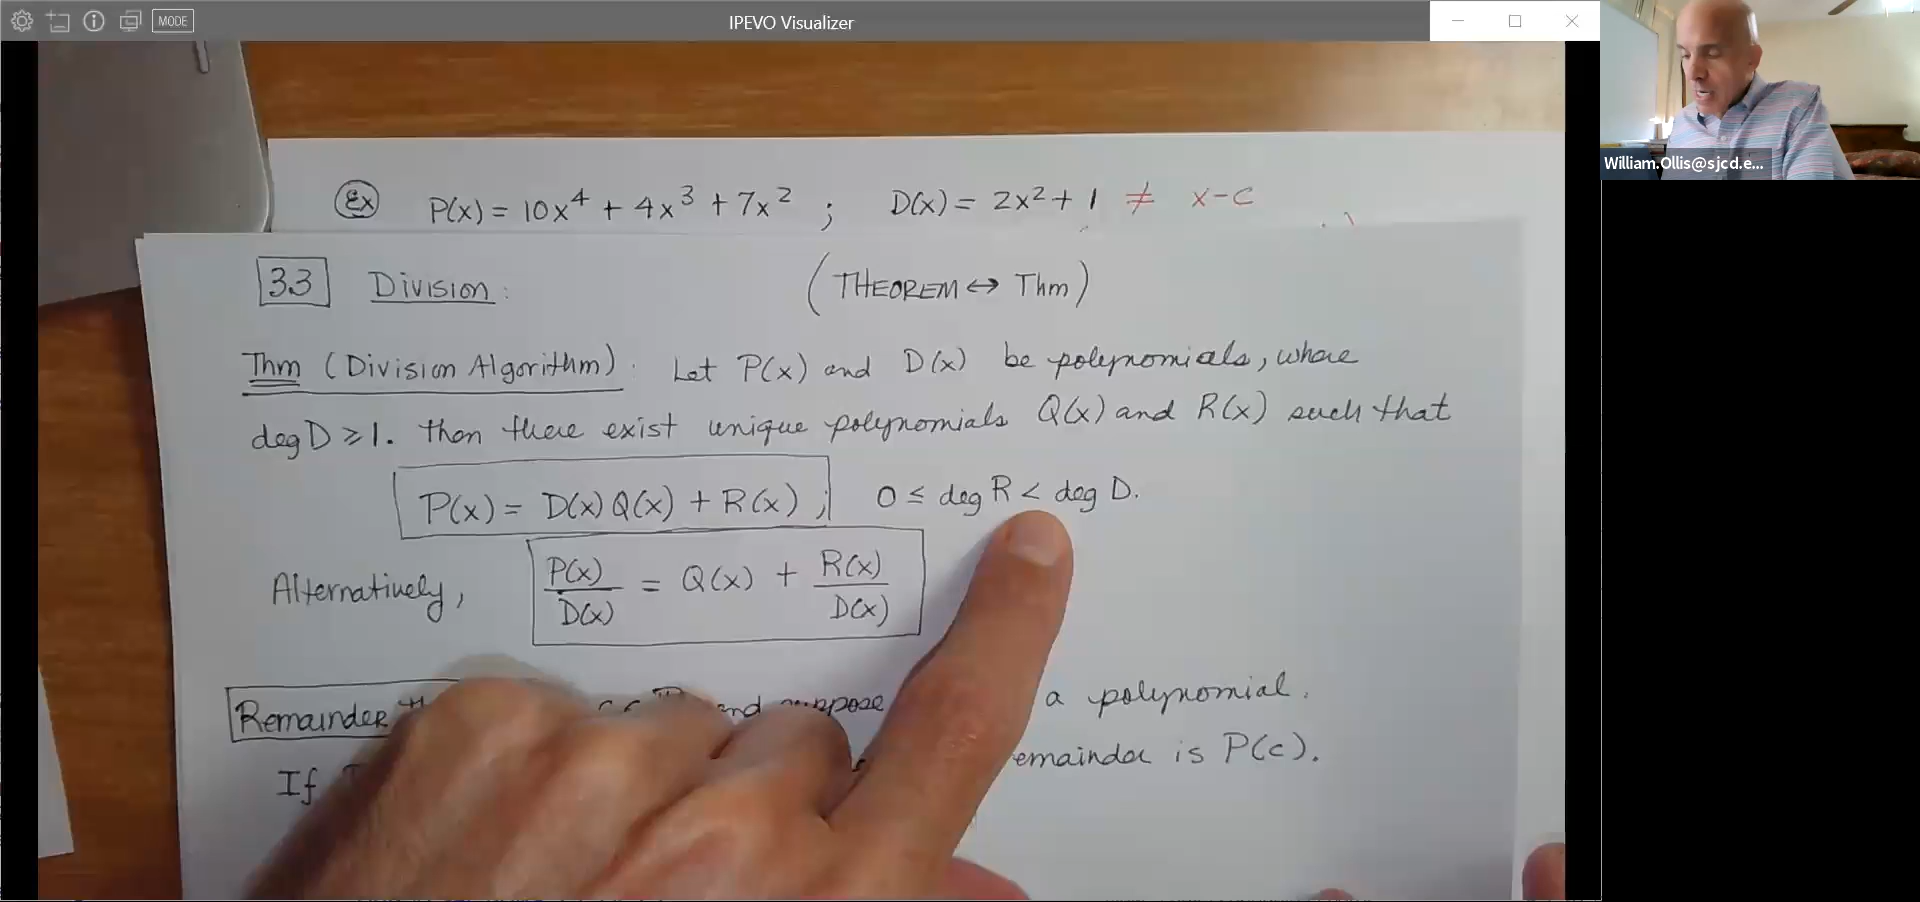 MODE
IPEVO Visualizer
William.Ollis@sjcd.e...
Ex P(x) = 10x⁴ + 4x³ + 7x² ; D(x) = 2x² + 1 ≠ x-c
3.3 Division: (THEOREM ↔ Thm)
Thm (Division Algorithm): Let P(x) and D(x) be polynomials, where
deg D ≥ 1. then there exist unique polynomials Q(x) and R(x) such that
P(x) = D(x) Q(x) + R(x) ; 0 ≤ deg R < deg D.
Alternatively, P(x)/D(x) = Q(x) + R(x)/D(x)
Remainder and suppose a polynomial.
If emainder is P(c).